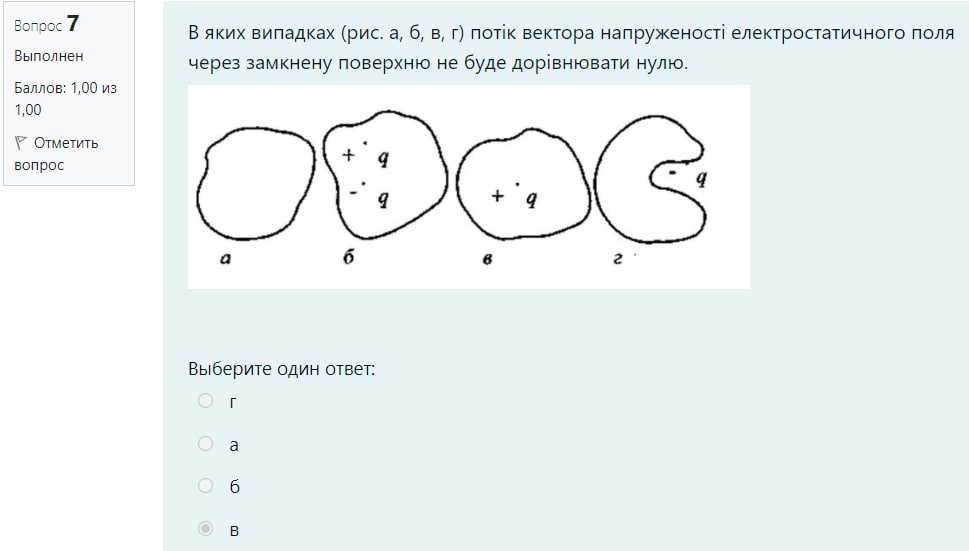 Вопрос 7
Выполнен
Баллов: 1,00 из
1,00
Отметить
вопрос
В яких випадках (рис. а, б, в, г) потік вектора напруженості електростатичного поля
через замкнену поверхню не буде дорівнювати нулю.
+ q
- q
+ q
- q
а б в г
Выберите один ответ:
г
а
б
в